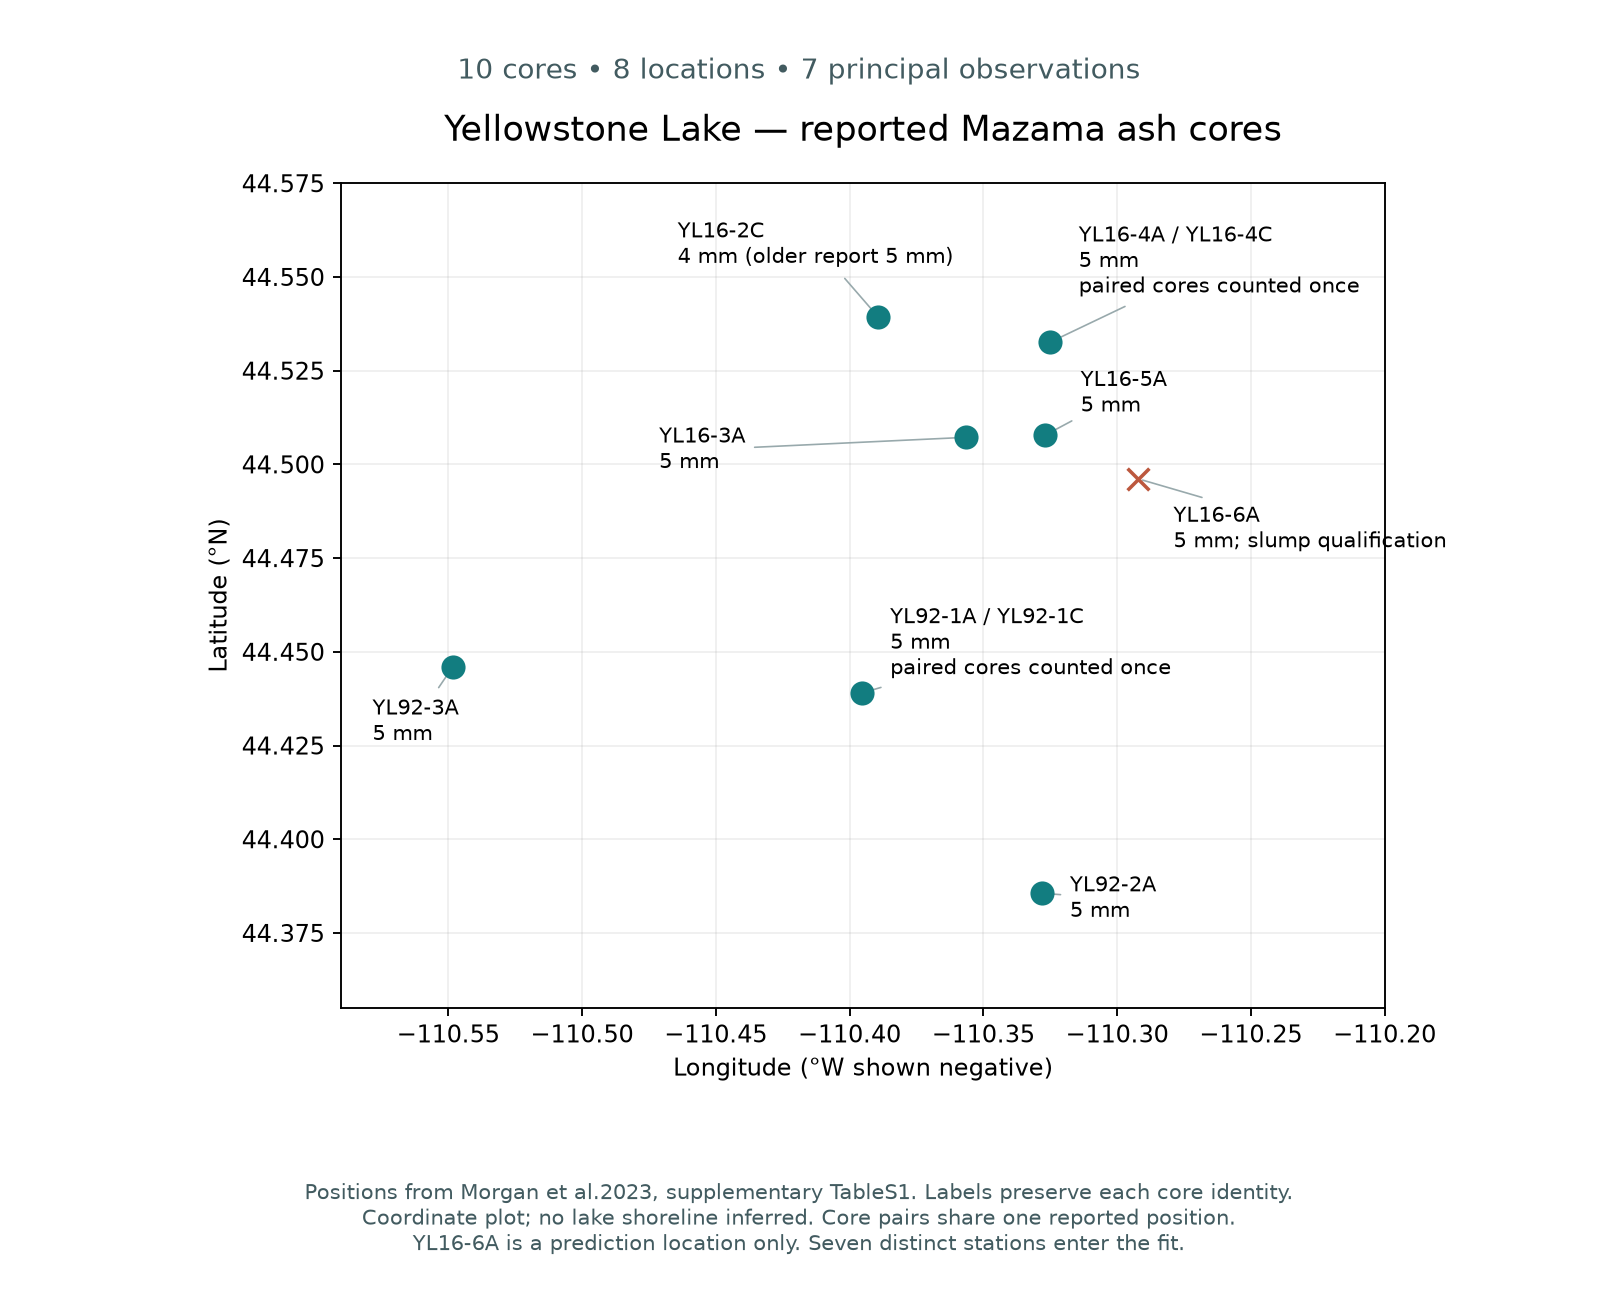 10 cores • 8 locations • 7 principal observations
Yellowstone Lake — reported Mazama ash cores
44.575
44.550
44.525
44.500
44.475
44.450
44.425
44.400
44.375
Latitude (°N)
YL16-2C
4 mm (older report 5 mm)
YL16-4A / YL16-4C
5 mm
paired cores counted once
YL16-5A
5 mm
YL16-3A
5 mm
YL16-6A
5 mm; slump qualification
YL92-1A / YL92-1C
5 mm
paired cores counted once
YL92-3A
5 mm
YL92-2A
5 mm
−110.55 −110.50 −110.45 −110.40 −110.35 −110.30 −110.25 −110.20
Longitude (°W shown negative)
Positions from Morgan et al.2023, supplementary TableS1. Labels preserve each core identity.
Coordinate plot; no lake shoreline inferred. Core pairs share one reported position.
YL16-6A is a prediction location only. Seven distinct stations enter the fit.